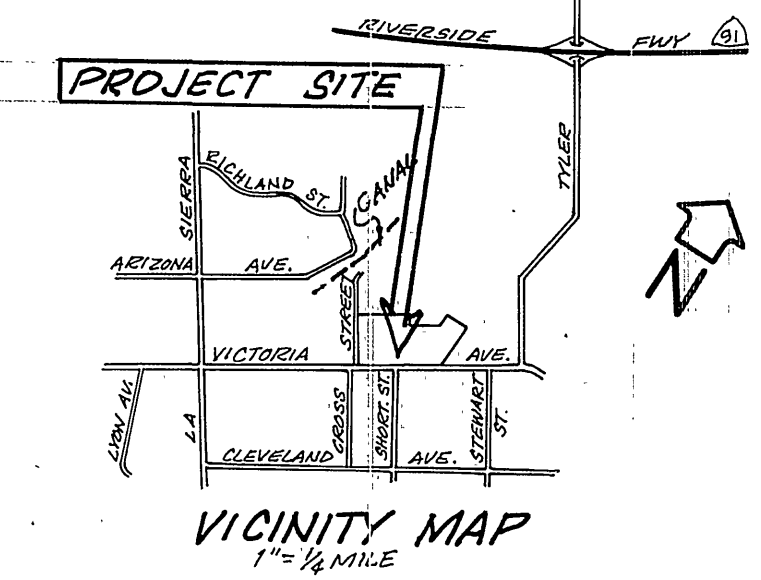 RIVERSIDE FWY 91
PROJECT SITE
TYLER
SIERRA
RICHLAND ST.
CANAL
ARIZONA AVE.
N
STREET
VICTORIA AVE.
LYON AV.
LA
CROSS
SHORT. ST.
STEWART ST.
CLEVELAND AVE.
VICINITY MAP
1"= 1/4 MILE